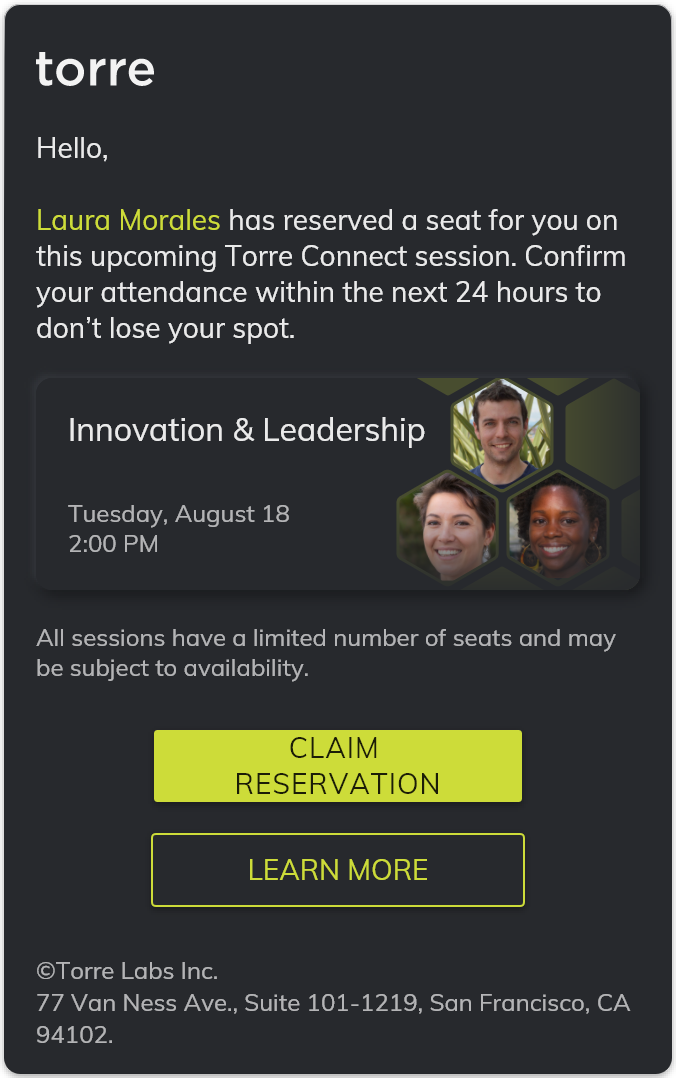 torre
Hello,
Laura Morales has reserved a seat for you on
this upcoming Torre Connect session. Confirm
your attendance within the next 24 hours to
don’t lose your spot.
Innovation & Leadership
Tuesday, August 18
2:00 PM
All sessions have a limited number of seats and may
be subject to availability.
CLAIM
RESERVATION
LEARN MORE
©Torre Labs Inc.
77 Van Ness Ave., Suite 101-1219, San Francisco, CA
94102.